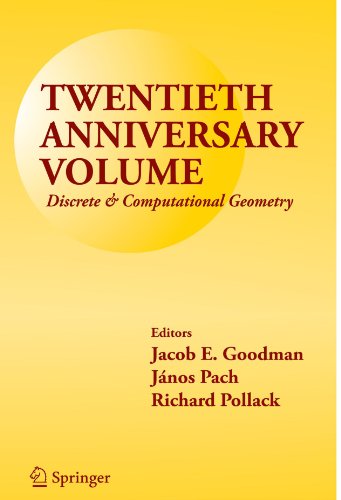 TWENTIETH
ANNIVERSARY
VOLUME
Discrete & Computational Geometry
Editors
Jacob E. Goodman
János Pach
Richard Pollack
Springer